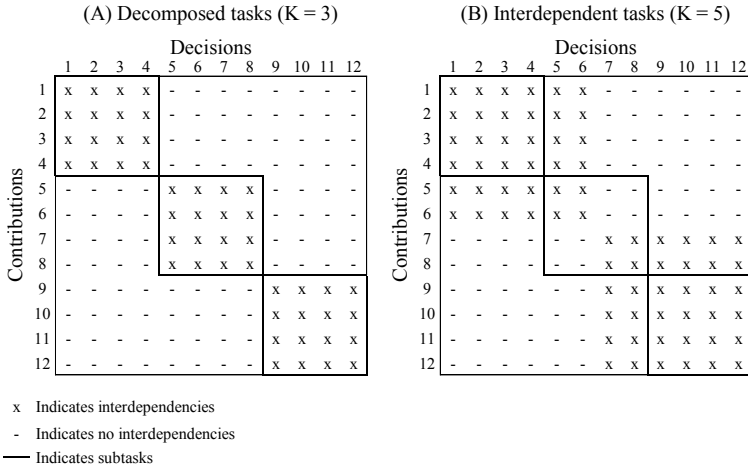 (A) Decomposed tasks (K = 3)
Decisions
1 2 3 4 5 6 7 8 9 10 11 12
Contributions
1 x x x x - - - - - - - -
2 x x x x - - - - - - - -
3 x x x x - - - - - - - -
4 x x x x - - - - - - - -
5 - - - - x x x x - - - -
6 - - - - x x x x - - - -
7 - - - - x x x x - - - -
8 - - - - x x x x - - - -
9 - - - - - - - - x x x x
10 - - - - - - - - x x x x
11 - - - - - - - - x x x x
12 - - - - - - - - x x x x
(B) Interdependent tasks (K = 5)
Decisions
1 2 3 4 5 6 7 8 9 10 11 12
Contributions
1 x x x x x x - - - - - -
2 x x x x x x - - - - - -
3 x x x x x x - - - - - -
4 x x x x x x - - - - - -
5 x x x x x x - - - - - -
6 x x x x x x - - - - - -
7 - - - - - - x x x x x x
8 - - - - - - x x x x x x
9 - - - - - - x x x x x x
10 - - - - - - x x x x x x
11 - - - - - - x x x x x x
12 - - - - - - x x x x x x
x Indicates interdependencies
- Indicates no interdependencies
Indicates subtasks